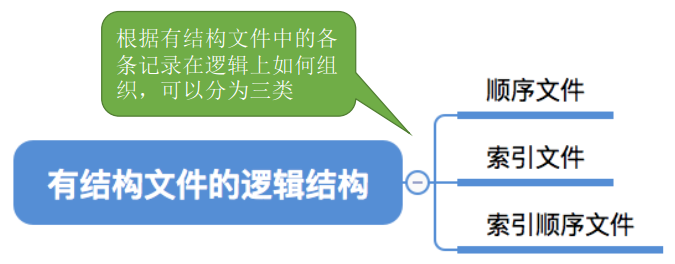 根据有结构文件中的各
条记录在逻辑上如何组
织，可以分为三类
有结构文件的逻辑结构
顺序文件
索引文件
索引顺序文件